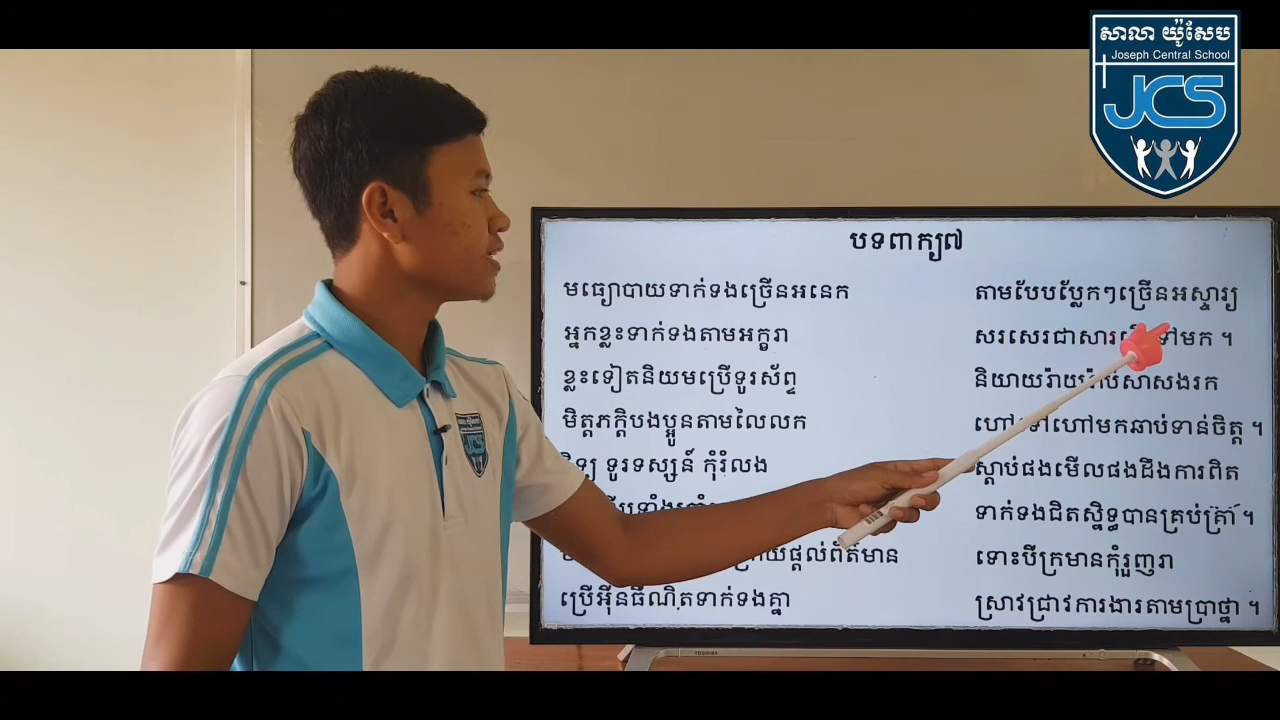 សាលា យ៉ូសែប
Joseph Central School
JCS
បទពាក្យ៧
មធ្យោបាយទាក់ទងច្រើនអនេក តាមបែបប្លែកៗច្រើនអស្ចារ្យ
អ្នកខ្លះទាក់ទងតាមអក្ខរា សរសេរជាសារ ទៅមក ។
ខ្លះទៀតនិយមប្រើទូរស័ព្ទ និយាយរ៉ាយរ៉ាប់សាសងរក
មិត្តភក្តិបងប្អូនតាមលៃលក ហៅទៅហៅមកឆាប់ទាន់ចិត្ត ។
ទូរទស្សន៍ កុំរំលង ស្តាប់ផងមើលផងដឹងការពិត
ទាក់ទងជិតស្និទ្ធបានគ្រប់គ្រា ។
ផ្តល់ព័ត៌មាន ទោះបីក្រមានកុំរួញរា
ប្រើអ៊ីនធឺណិតទាក់ទងគ្នា ស្រាវជ្រាវការងារតាមប្រាថ្នា ។
JCS
TOSHIBA